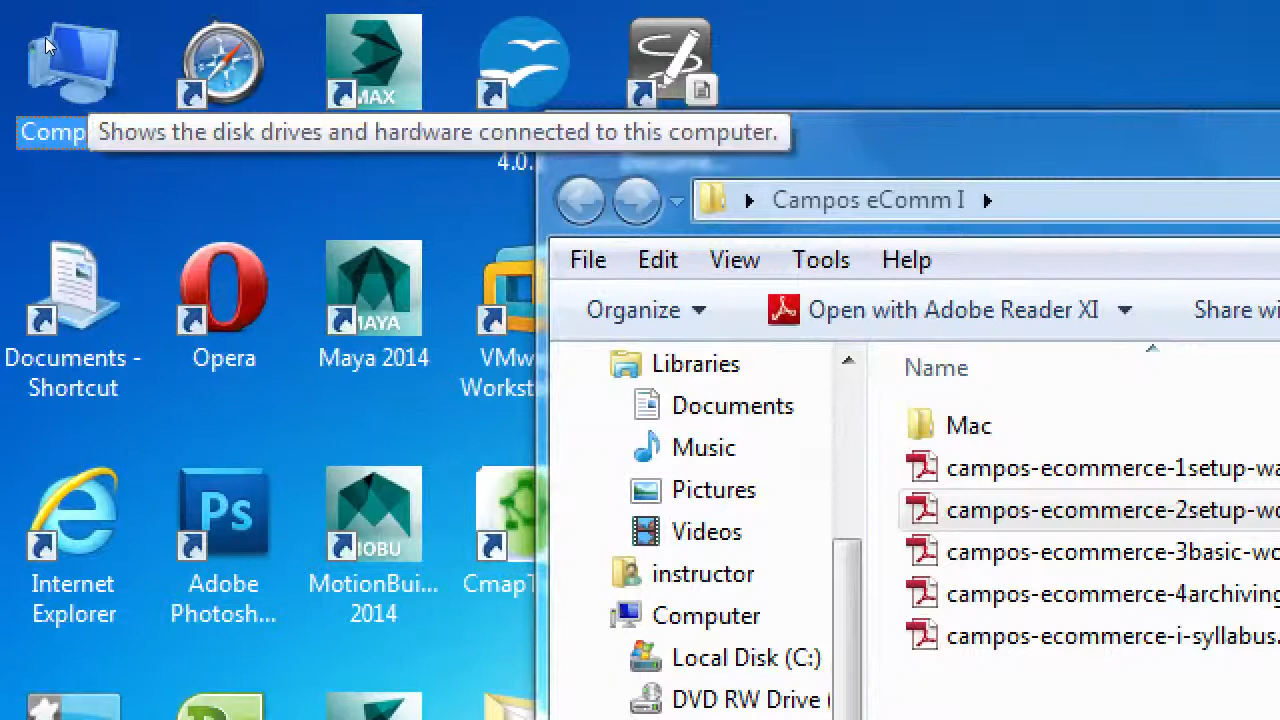 MAX
Comp
Shows the disk drives and hardware connected to this computer.
4.0.
Campos eComm I
File Edit View Tools Help
Organize
Open with Adobe Reader XI
Share wi
Documents -
Shortcut
Opera
MAYA
Maya 2014
VMw
Workst
Libraries
Documents
Music
Pictures
Videos
instructor
Computer
Local Disk (C:)
DVD RW Drive (
Name
Mac
campos-ecommerce-1setup-wa
campos-ecommerce-2setup-wo
campos-ecommerce-3basic-wo
campos-ecommerce-4archiving
campos-ecommerce-i-syllabus.
Internet
Explorer
Ps
Adobe
Photosh...
MOBU
MotionBui...
2014
CmapT